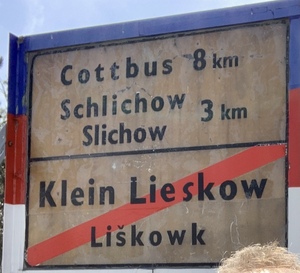 Cottbus 8 km
Schlichow 3 km
Slichow
Klein Lieskow
Liškowk